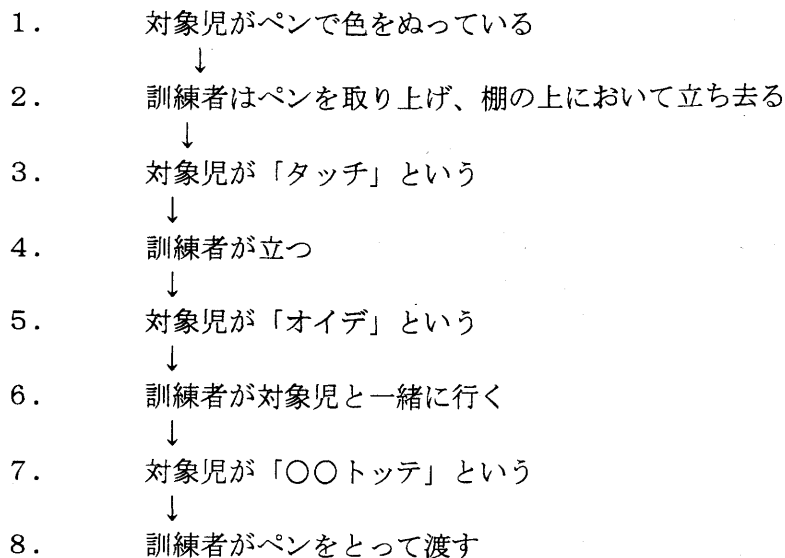 1. 対象児がペンで色をぬっている
↓
2. 訓練者はペンを取り上げ、棚の上において立ち去る
↓
3. 対象児が「タッチ」という
↓
4. 訓練者が立つ
↓
5. 対象児が「オイデ」という
↓
6. 訓練者が対象児と一緒に行く
↓
7. 対象児が「〇〇トッテ」という
↓
8. 訓練者がペンをとって渡す